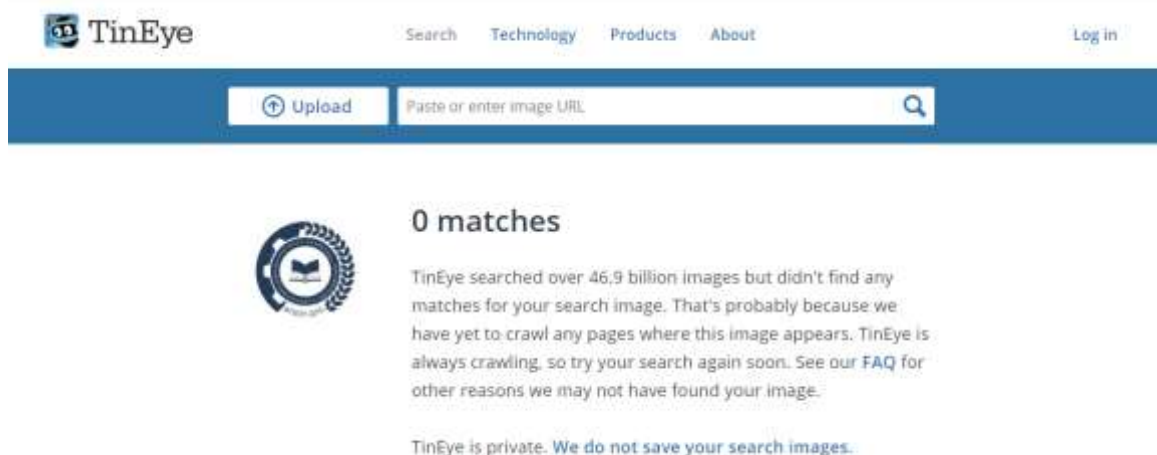 TinEye
Search Technology Products About Log in
Upload Paste or enter image URL
0 matches
TinEye searched over 46.9 billion images but didn't find any
matches for your search image. That's probably because we
have yet to crawl any pages where this image appears. TinEye is
always crawling, so try your search again soon. See our FAQ for
other reasons we may not have found your image.
TinEye is private. We do not save your search images.